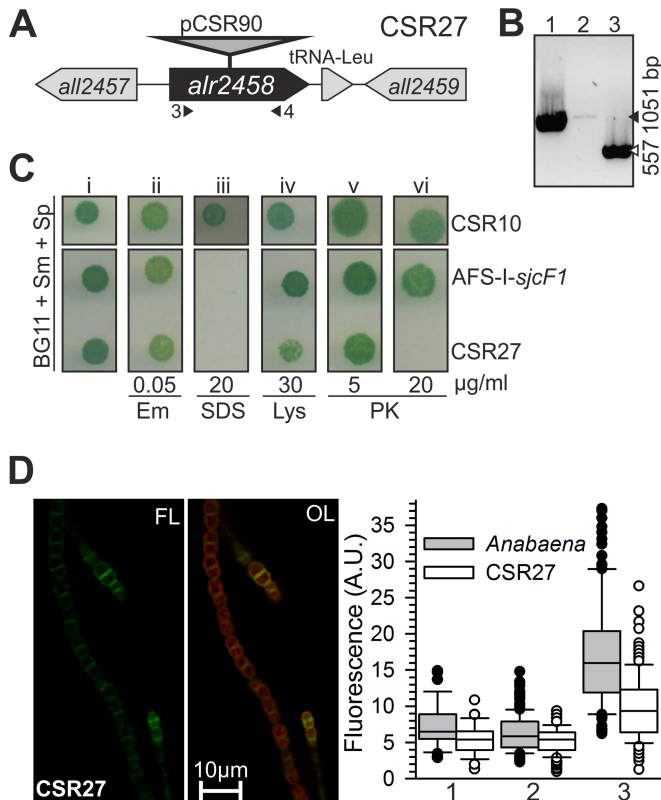 A
pCSR90
CSR27
all2457
alr2458
tRNA-Leu
all2459
3
4
B
1 2 3
1051 bp
557
C
i ii iii iv v vi
BG11 + Sm + Sp
CSR10
AFS-I-sjcF1
CSR27
0.05 20 30 5 20 µg/ml
Em SDS Lys PK
D
FL
OL
CSR27
10µm
Fluorescence (A.U.)
35
30
25
20
15
10
5
0
Anabaena
CSR27
1 2 3